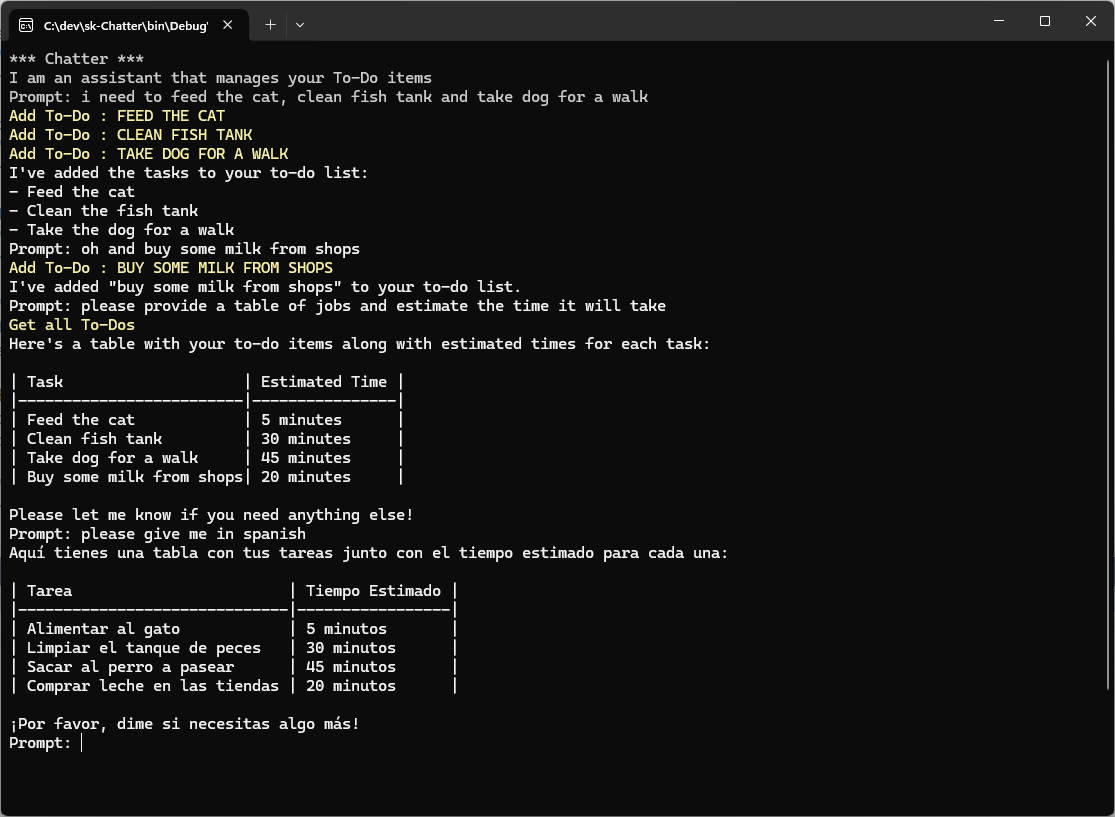 C:\dev\sk-Chatter\bin\Debug\
*** Chatter ***
I am an assistant that manages your To-Do items
Prompt: i need to feed the cat, clean fish tank and take dog for a walk
Add To-Do : FEED THE CAT
Add To-Do : CLEAN FISH TANK
Add To-Do : TAKE DOG FOR A WALK
I've added the tasks to your to-do list:
- Feed the cat
- Clean the fish tank
- Take the dog for a walk
Prompt: oh and buy some milk from shops
Add To-Do : BUY SOME MILK FROM SHOPS
I've added "buy some milk from shops" to your to-do list.
Prompt: please provide a table of jobs and estimate the time it will take
Get all To-Dos
Here's a table with your to-do items along with estimated times for each task:
| Task                    | Estimated Time |
|-------------------------|----------------|
| Feed the cat            | 5 minutes      |
| Clean fish tank         | 30 minutes     |
| Take dog for a walk     | 45 minutes     |
| Buy some milk from shops| 20 minutes     |
Please let me know if you need anything else!
Prompt: please give me in spanish
Aquí tienes una tabla con tus tareas junto con el tiempo estimado para cada una:
| Tarea                        | Tiempo Estimado |
|------------------------------|-----------------|
| Alimentar al gato            | 5 minutos       |
| Limpiar el tanque de peces   | 30 minutos      |
| Sacar al perro a pasear      | 45 minutos      |
| Comprar leche en las tiendas | 20 minutos      |
¡Por favor, dime si necesitas algo más!
Prompt: